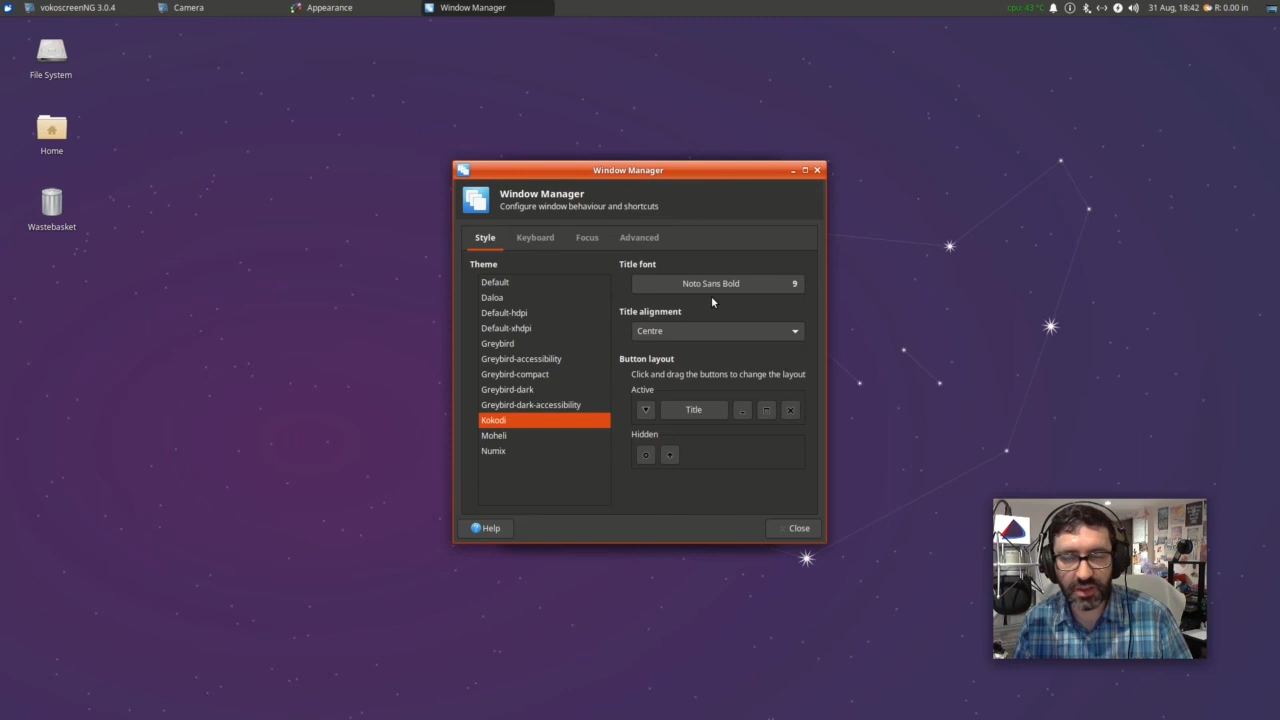 vokoscreenNG 3.0.4
Camera
Appearance
Window Manager
cpu: 43 °C
31 Aug, 18:42
R: 0.00 in
File System
Home
Wastebasket
Window Manager
Window Manager
Configure window behaviour and shortcuts
Style
Keyboard
Focus
Advanced
Theme
Default
Daloa
Default-hdpi
Default-xhdpi
Greybird
Greybird-accessibility
Greybird-compact
Greybird-dark
Greybird-dark-accessibility
Kokodi
Moheli
Numix
Title font
Noto Sans Bold 9
Title alignment
Centre
Button layout
Click and drag the buttons to change the layout
Active
Title
Hidden
Help
Close